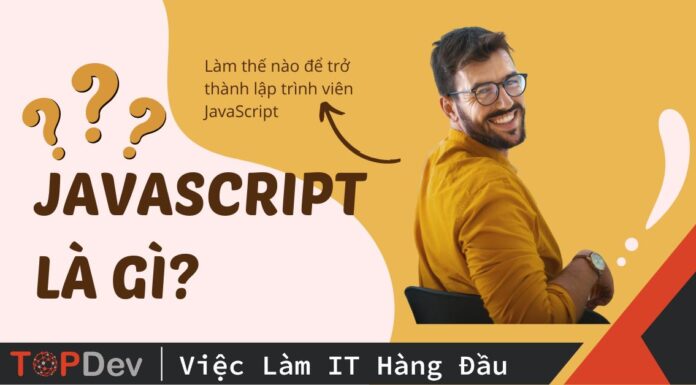 Làm thế nào để trở
thành lập trình viên
JavaScript
???
JAVASCRIPT
LÀ GÌ?
TOPDev | Việc Làm IT Hàng Đầu